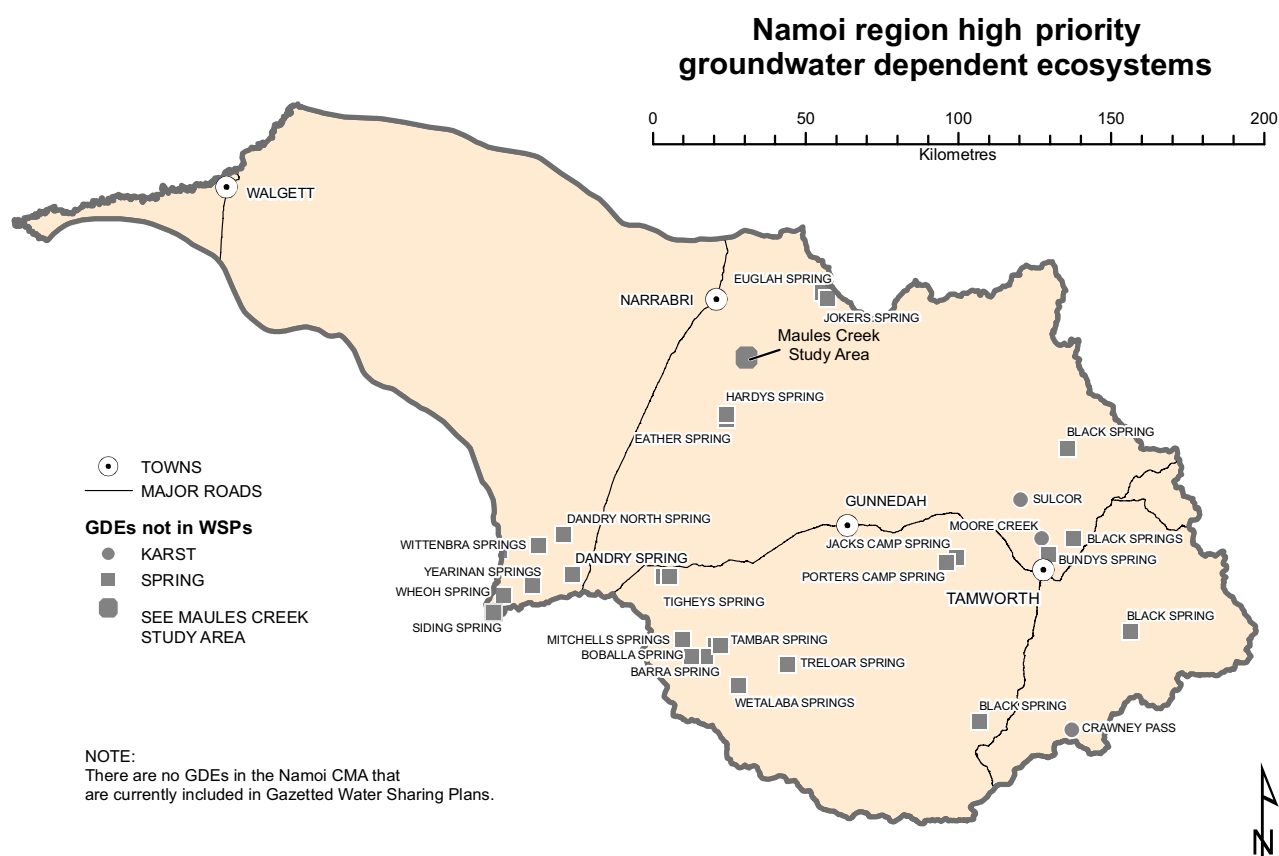 Namoi region high priority
groundwater dependent ecosystems
0 50 100 150 200
Kilometres
WALGETT
EUGLAH SPRING
NARRABRI
JOKERS SPRING
Maules Creek
Study Area
HARDYS SPRING
EATHER SPRING
BLACK SPRING
TOWNS
MAJOR ROADS
GDEs not in WSPs
KARST
SPRING
SEE MAULES CREEK
STUDY AREA
SULCOR
GUNNEDAH
DANDRY NORTH SPRING
MOORE CREEK
WITTENBRA SPRINGS
JACKS CAMP SPRING
BLACK SPRINGS
DANDRY SPRING
BUNDYS SPRING
YEARINAN SPRINGS
PORTERS CAMP SPRING
WHEOH SPRING
TIGHEYS SPRING
TAMWORTH
SIDING SPRING
BLACK SPRING
MITCHELLS SPRINGS
TAMBAR SPRING
BOBALLA SPRING
TRELOAR SPRING
BARRA SPRING
WETALABA SPRINGS
BLACK SPRING
CRAWNEY PASS
NOTE:
There are no GDEs in the Namoi CMA that
are currently included in Gazetted Water Sharing Plans.
N